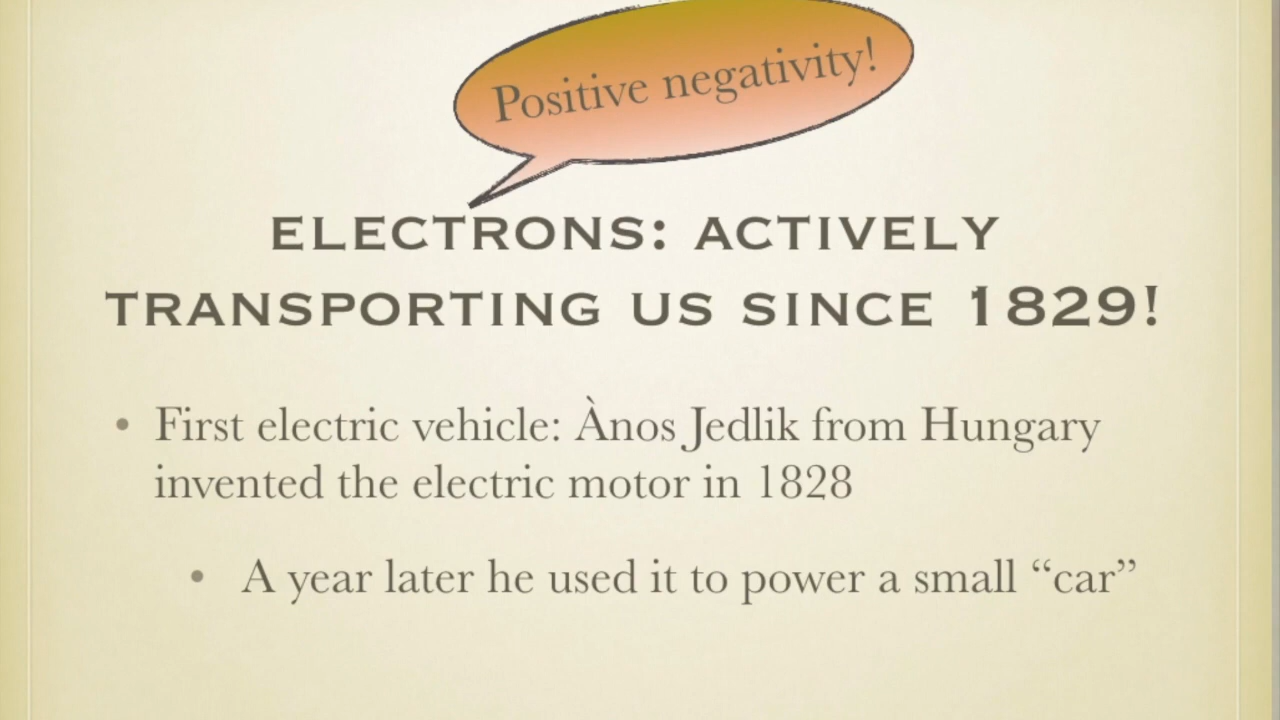 Positive negativity!
ELECTRONS: ACTIVELY
TRANSPORTING US SINCE 1829!
• First electric vehicle: Ànos Jedlik from Hungary
invented the electric motor in 1828
• A year later he used it to power a small “car”